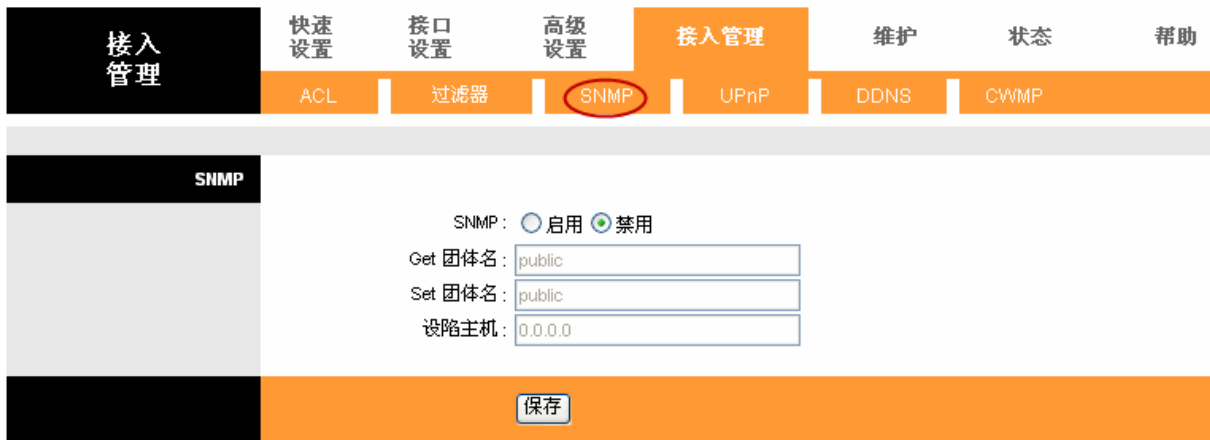 接入
管理
快速
设置
接口
设置
高级
设置
接入管理
维护
状态
帮助
ACL
过滤器
SNMP
UPnP
DDNS
CWMP
SNMP
SNMP: 启用 禁用
Get 团体名: public
Set 团体名: public
设陷主机: 0.0.0.0
保存